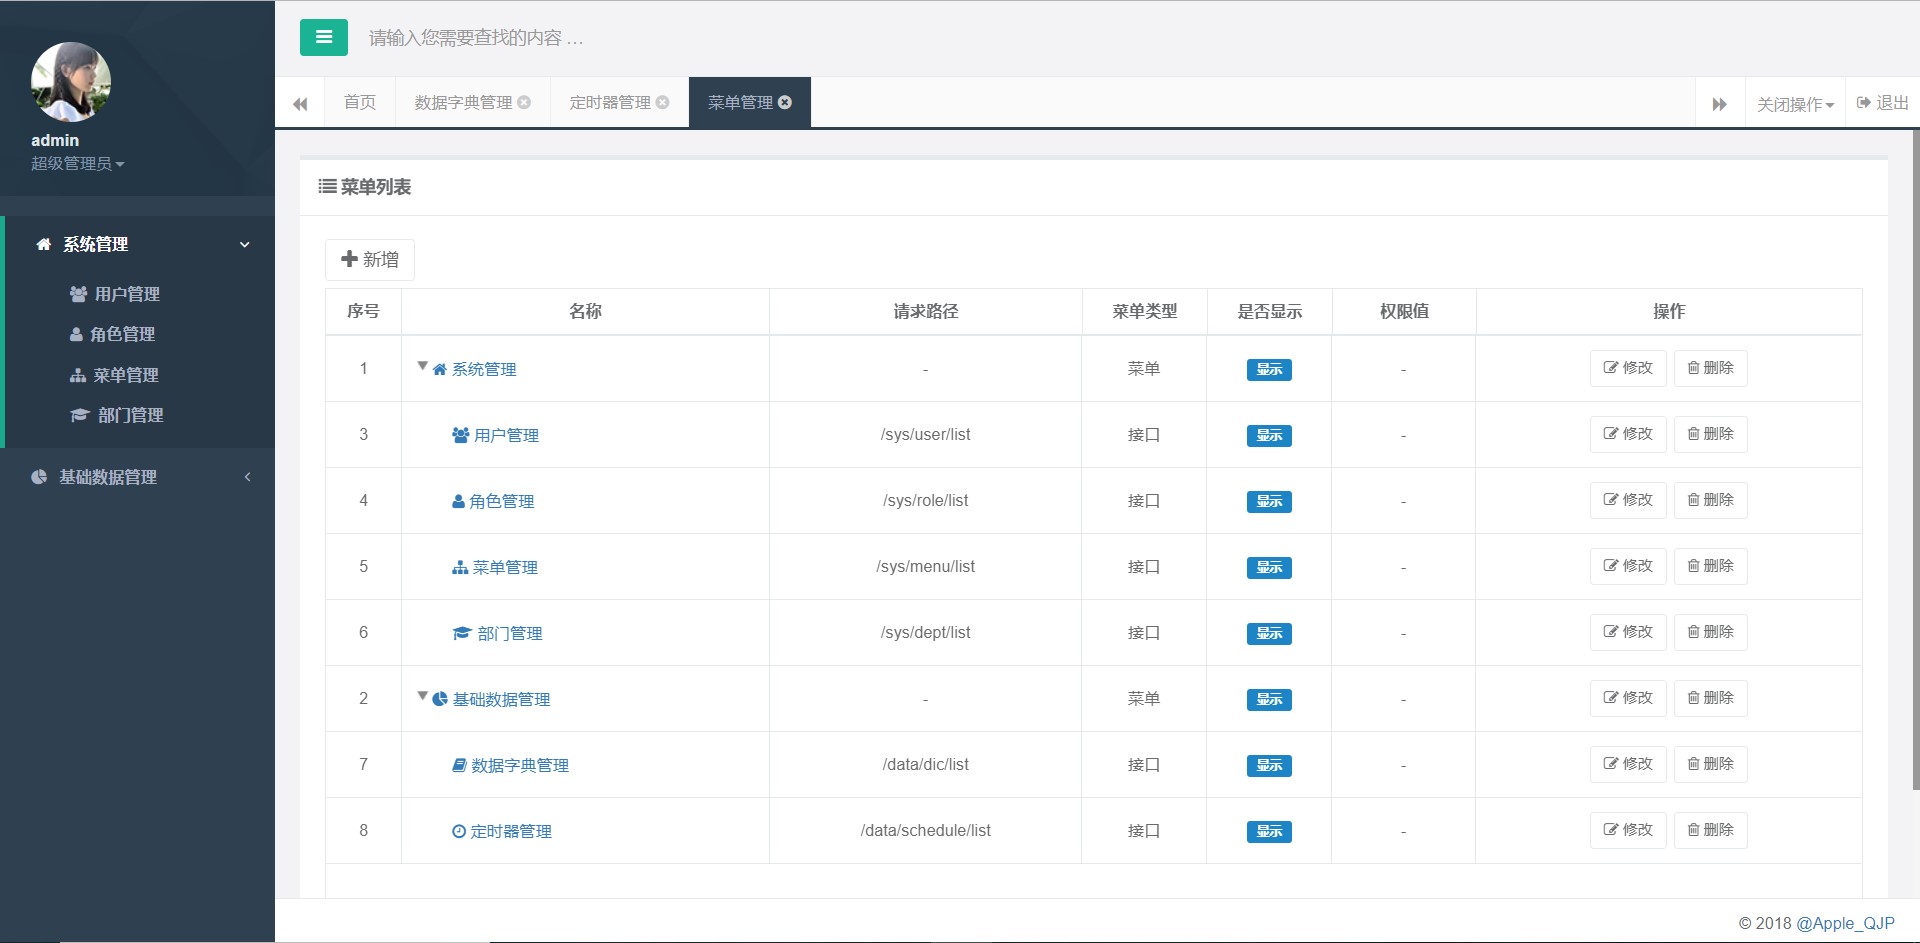 admin
超级管理员
系统管理
用户管理
角色管理
菜单管理
部门管理
基础数据管理
请输入您需要查找的内容 …
首页 数据字典管理 定时器管理 菜单管理 关闭操作 退出
菜单列表
新增
序号 名称 请求路径 菜单类型 是否显示 权限值 操作
1 系统管理 - 菜单 显示 - 修改 删除
3 用户管理 /sys/user/list 接口 显示 - 修改 删除
4 角色管理 /sys/role/list 接口 显示 - 修改 删除
5 菜单管理 /sys/menu/list 接口 显示 - 修改 删除
6 部门管理 /sys/dept/list 接口 显示 - 修改 删除
2 基础数据管理 - 菜单 显示 - 修改 删除
7 数据字典管理 /data/dic/list 接口 显示 - 修改 删除
8 定时器管理 /data/schedule/list 接口 显示 - 修改 删除
© 2018 @Apple_QJP